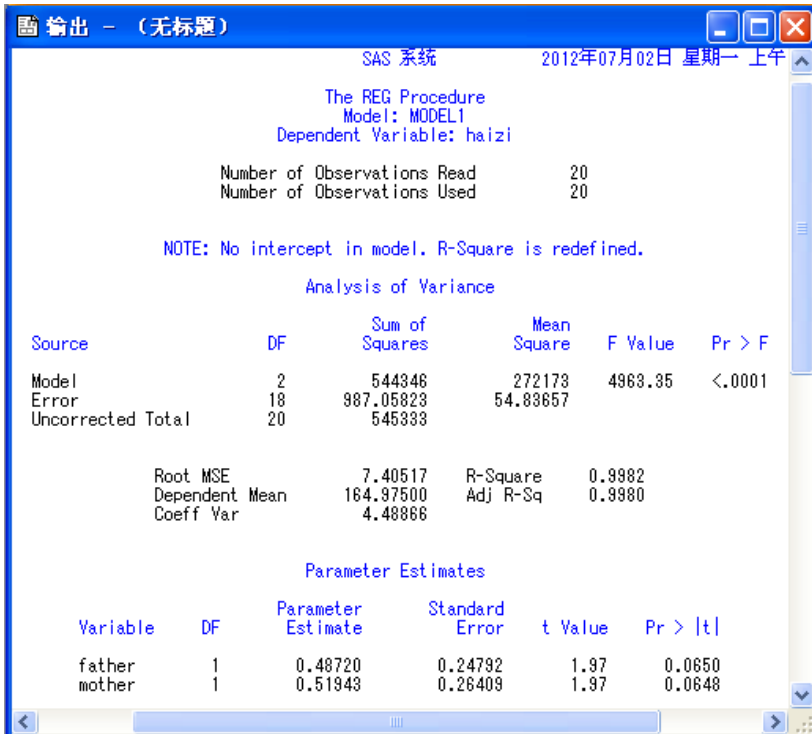 输出 - （无标题）
SAS 系统 2012年07月02日 星期一 上午
The REG Procedure
Model: MODEL1
Dependent Variable: haizi
Number of Observations Read 20
Number of Observations Used 20
NOTE: No intercept in model. R-Square is redefined.
Analysis of Variance
Sum of Mean
Source DF Squares Square F Value Pr > F
Model 2 544346 272173 4963.35 <.0001
Error 18 987.05823 54.83657
Uncorrected Total 20 545333
Root MSE 7.40517 R-Square 0.9982
Dependent Mean 164.97500 Adj R-Sq 0.9980
Coeff Var 4.48866
Parameter Estimates
Parameter Standard
Variable DF Estimate Error t Value Pr > |t|
father 1 0.48720 0.24792 1.97 0.0650
mother 1 0.51943 0.26409 1.97 0.0648